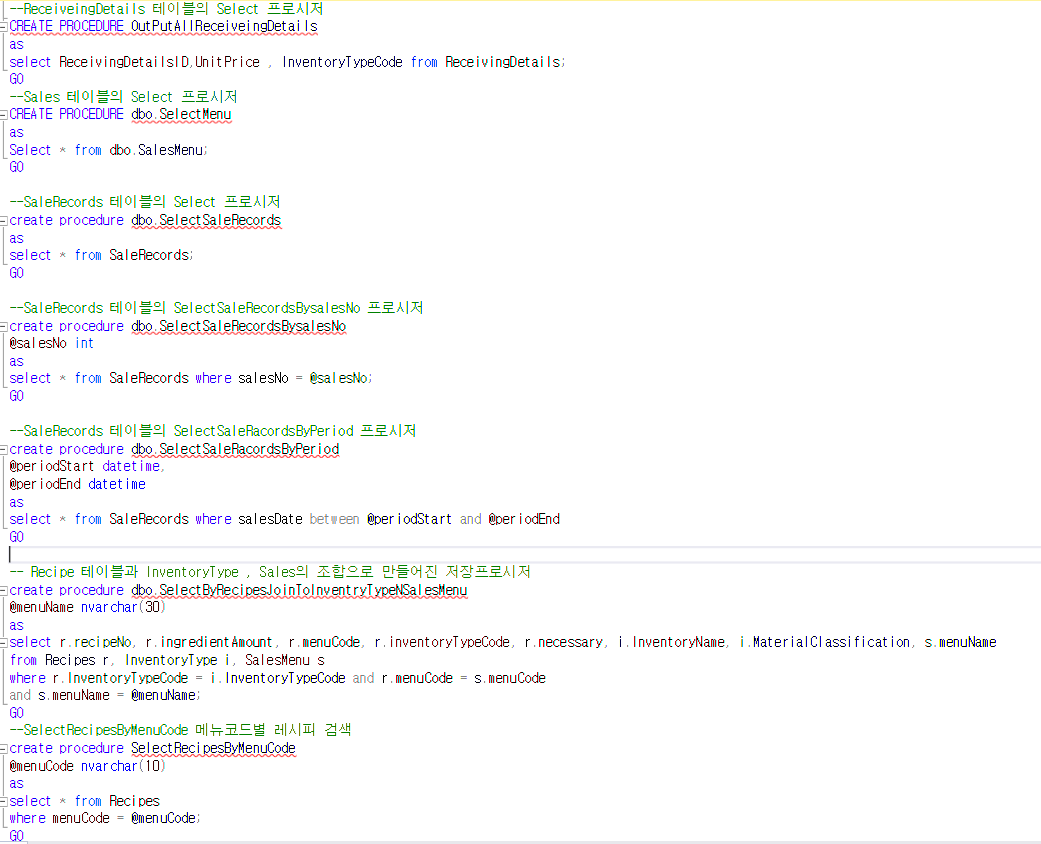 --ReceiveingDetails 테이블의 Select 프로시저
CREATE PROCEDURE OutPutAllReceiveingDetails
as
select ReceivingDetailsID,UnitPrice , InventoryTypeCode from ReceivingDetails;
GO
--Sales 테이블의 Select 프로시저
CREATE PROCEDURE dbo.SelectMenu
as
Select * from dbo.SalesMenu;
GO
--SaleRecords 테이블의 Select 프로시저
create procedure dbo.SelectSaleRecords
as
select * from SaleRecords;
GO
--SaleRecords 테이블의 SelectSaleRecordsBysalesNo 프로시저
create procedure dbo.SelectSaleRecordsBysalesNo
@salesNo int
as
select * from SaleRecords where salesNo = @salesNo;
GO
--SaleRecords 테이블의 SelectSaleRacordsByPeriod 프로시저
create procedure dbo.SelectSaleRacordsByPeriod
@periodStart datetime,
@periodEnd datetime
as
select * from SaleRecords where salesDate between @periodStart and @periodEnd
GO
-- Recipe 테이블과 InventoryType , Sales의 조합으로 만들어진 저장프로시저
create procedure dbo.SelectByRecipesJoinToInventryTypeNSalesMenu
@menuName nvarchar(30)
as
select r.recipeNo, r.ingredientAmount, r.menuCode, r.inventoryTypeCode, r.necessary, i.InventoryName, i.MaterialClassification, s.menuName
from Recipes r, InventoryType i, SalesMenu s
where r.InventoryTypeCode = i.InventoryTypeCode and r.menuCode = s.menuCode
and s.menuName = @menuName;
GO
--SelectRecipesByMenuCode 메뉴코드별 레시피 검색
create procedure SelectRecipesByMenuCode
@menuCode nvarchar(10)
as
select * from Recipes
where menuCode = @menuCode;
GO